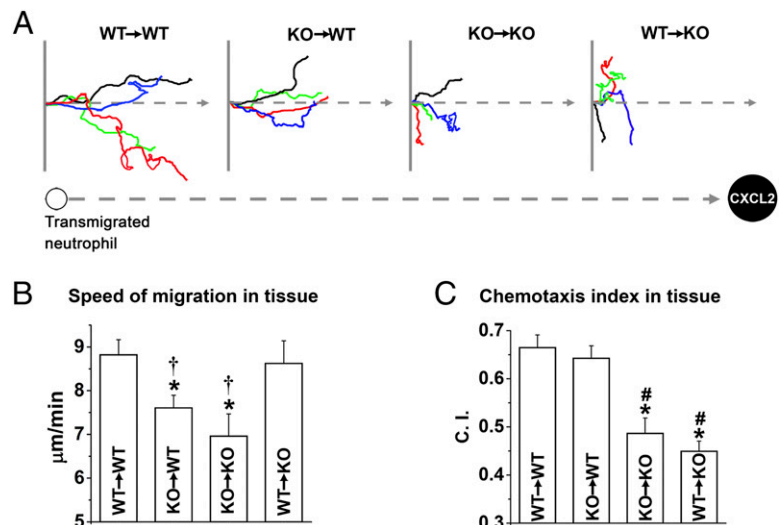 A
WT→WT KO→WT KO→KO WT→KO
CXCL2
Transmigrated
neutrophil
B Speed of migration in tissue
µm/min
9
8
7
6
5
†
*
†
*
WT→WT
KO→WT
KO→KO
WT→KO
C Chemotaxis index in tissue
C. I.
0.7
0.6
0.5
0.4
0.3
#
*
#
*
WT→WT
KO→WT
KO→KO
WT→KO